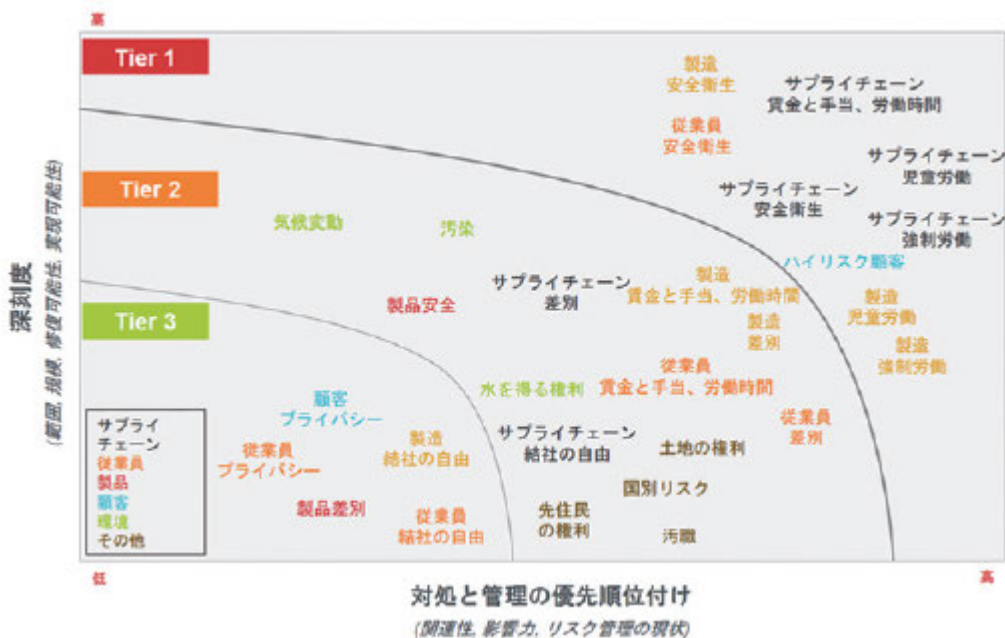 高
Tier 1
製造
安全衛生
サプライチェーン
賃金と手当、労働時間
従業員
安全衛生
サプライチェーン
児童労働
Tier 2
サプライチェーン
安全衛生
サプライチェーン
強制労働
気候変動
汚染
ハイリスク顧客
サプライチェーン
差別
製造
賃金と手当、労働時間
製品安全
製造
児童労働
Tier 3
製造
差別
製造
強制労働
水を得る権利
従業員
賃金と手当、労働時間
顧客
プライバシー
従業員
差別
サプライチェーン
結社の自由
土地の権利
製造
結社の自由
従業員
プライバシー
国別リスク
製品差別
先住民
の権利
従業員
結社の自由
汚職
サプライ
チェーン
従業員
製品
顧客
環境
その他
深刻度
(範囲, 規模, 修復可能性, 実現可能性)
低
高
対処と管理の優先順位付け
(関連性, 影響力, リスク管理の現状)